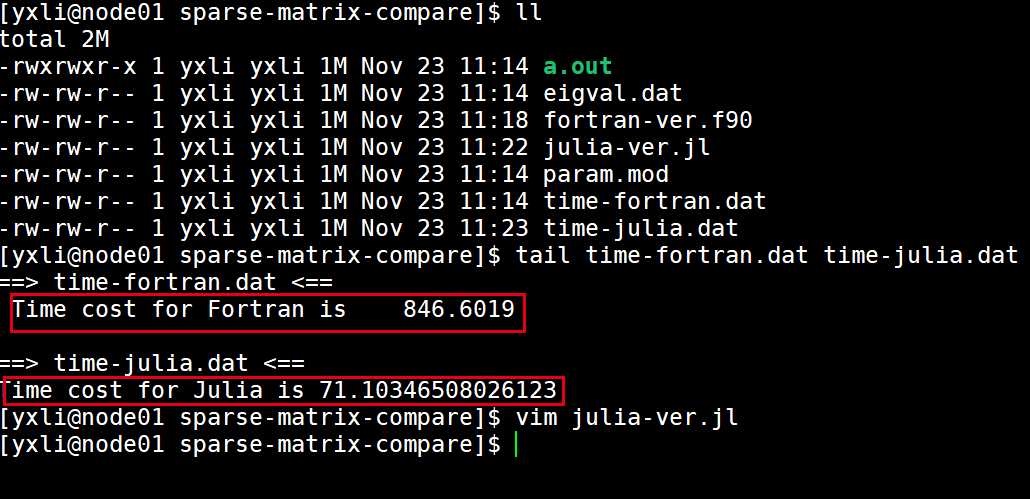 [yxli@node01 sparse-matrix-compare]$ ll
total 2M
-rwxrwxr-x 1 yxli yxli 1M Nov 23 11:14 a.out
-rw-rw-r-- 1 yxli yxli 1M Nov 23 11:14 eigval.dat
-rw-rw-r-- 1 yxli yxli 1M Nov 23 11:18 fortran-ver.f90
-rw-rw-r-- 1 yxli yxli 1M Nov 23 11:22 julia-ver.jl
-rw-rw-r-- 1 yxli yxli 1M Nov 23 11:14 param.mod
-rw-rw-r-- 1 yxli yxli 1M Nov 23 11:14 time-fortran.dat
-rw-rw-r-- 1 yxli yxli 1M Nov 23 11:23 time-julia.dat
[yxli@node01 sparse-matrix-compare]$ tail time-fortran.dat time-julia.dat
==> time-fortran.dat <==
Time cost for Fortran is    846.6019
==> time-julia.dat <==
Time cost for Julia is 71.10346508026123
[yxli@node01 sparse-matrix-compare]$ vim julia-ver.jl
[yxli@node01 sparse-matrix-compare]$